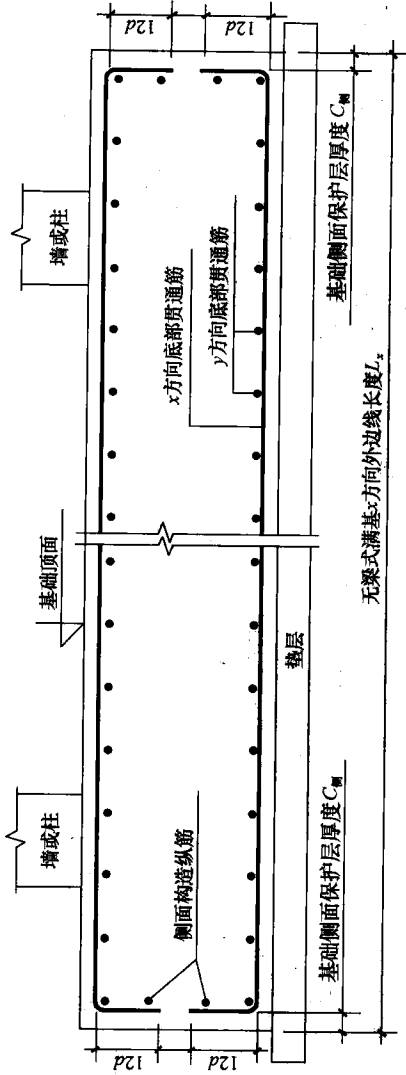 12d
12d
墙或柱
基础顶面
墙或柱
x方向底部贯通筋
y方向底部贯通筋
侧面构造纵筋
12d
12d
垫层
基础侧面保护层厚度C侧
基础侧面保护层厚度C侧
无梁式满基x方向外边线长度Lx